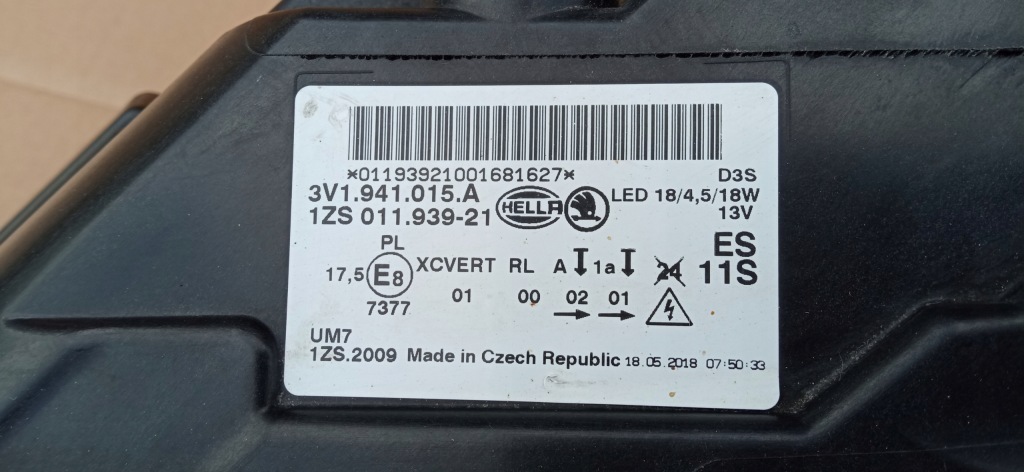 *011939210016816​27*
D3S
3V1.941.015.A
LED 18/4,5/18W
1ZS 011.939-21
HELLA
13V
ES
PL
17,5 E8 XCVERT RL A 1a 24 11S
7377 01 00 02 01
UM7
1ZS.2009 Made in Czech Republic 18.05.2018 07:50:33